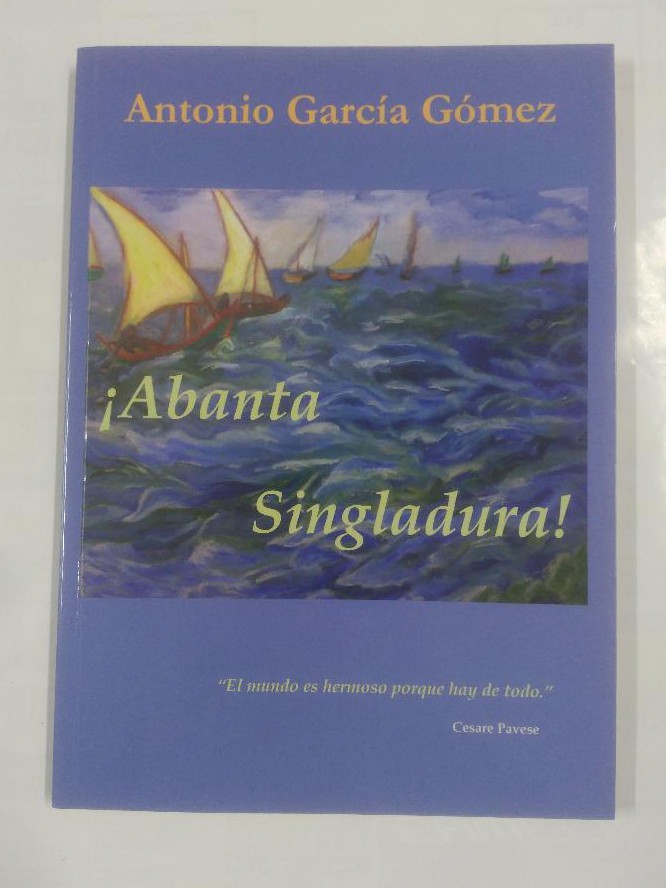 Antonio García Gómez
¡Abanta
Singladura!
“El mundo es hermoso porque hay de todo.”
Cesare Pavese